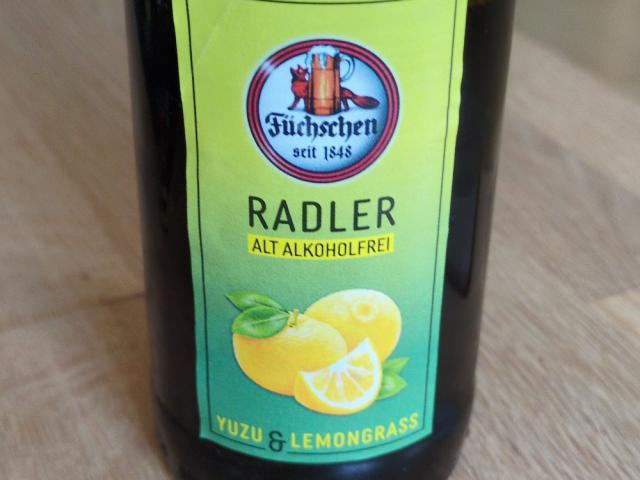 Füchschen
seit 1848
RADLER
ALT ALKOHOLFREI
YUZU & LEMONGRASS